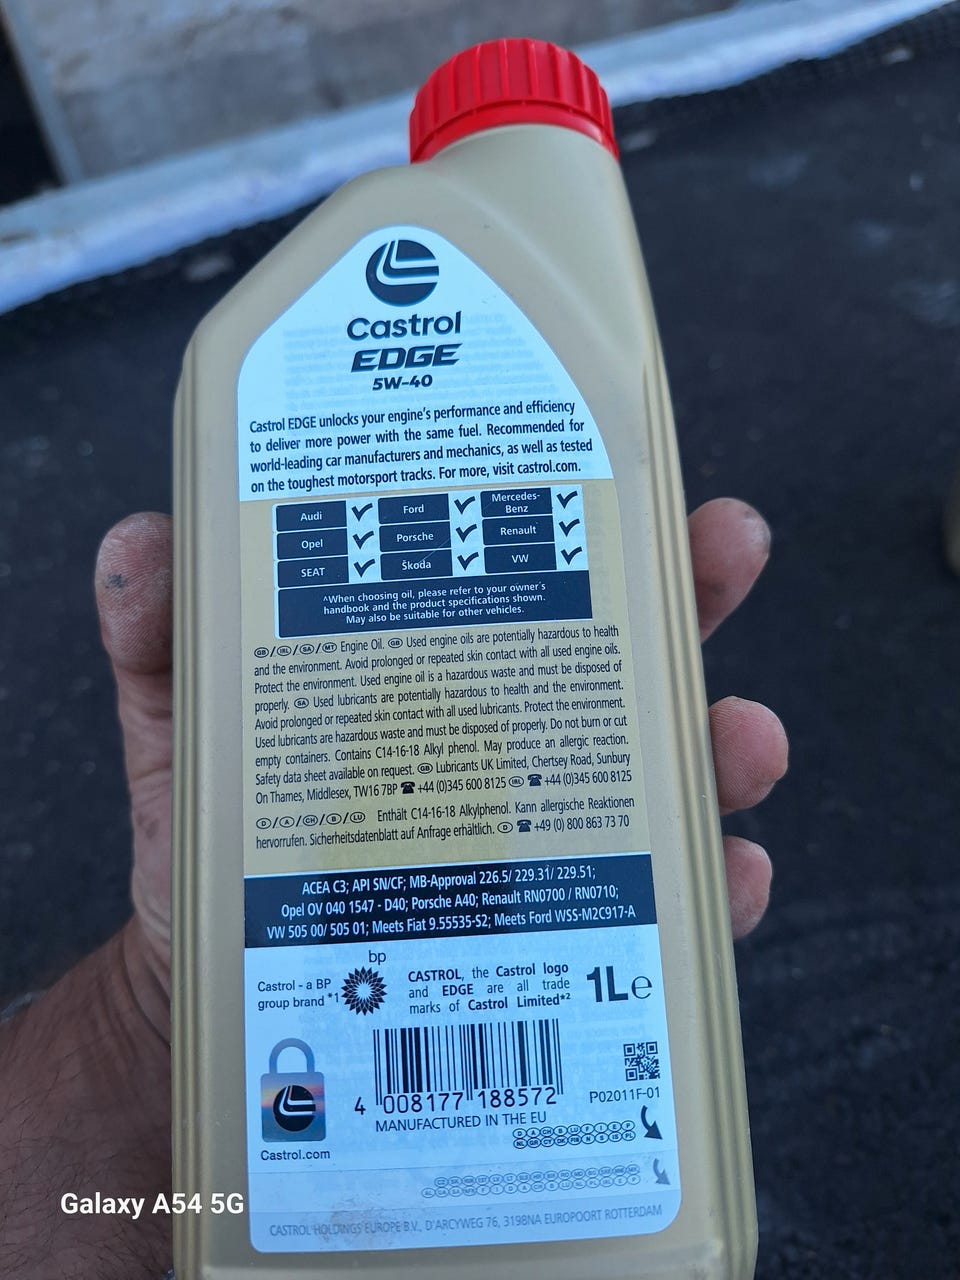 Castrol
EDGE
5W-40
Castrol EDGE unlocks your engine's performance and efficiency
to deliver more power with the same fuel. Recommended for
world-leading car manufacturers and mechanics, as well as tested
on the toughest motorsport tracks. For more, visit castrol.com.
Audi ✓ Ford ✓ Mercedes-Benz ✓
Opel ✓ Porsche ✓ Renault ✓
SEAT ✓ Škoda ✓ VW ✓
^When choosing oil, please refer to your owner's
handbook and the product specifications shown.
May also be suitable for other vehicles.
GB/IRL/SA/MT Engine Oil. GB Used engine oils are potentially hazardous to health
and the environment. Avoid prolonged or repeated skin contact with all used engine oils.
Protect the environment. Used engine oil is a hazardous waste and must be disposed of
properly. SA Used lubricants are potentially hazardous to health and the environment.
Avoid prolonged or repeated skin contact with all used lubricants. Protect the environment.
Used lubricants are hazardous waste and must be disposed of properly. Do not burn or cut
empty containers. Contains C14-16-18 Alkyl phenol. May produce an allergic reaction.
Safety data sheet available on request. GB Lubricants UK Limited, Chertsey Road, Sunbury
On Thames, Middlesex, TW16 7BP ☎ +44 (0)345 600 8125 IRL ☎ +44 (0)345 600 8125
D/A/CH/B/LU Enthält C14-16-18 Alkylphenol. Kann allergische Reaktionen
hervorrufen. Sicherheitsdatenblatt auf Anfrage erhältlich. D ☎ +49 (0) 800 863 73 70
ACEA C3; API SN/CF; MB-Approval 226.5/ 229.31/ 229.51;
Opel OV 040 1547 - D40; Porsche A40; Renault RN0700 / RN0710;
VW 505 00/ 505 01; Meets Fiat 9.55535-S2; Meets Ford WSS-M2C917-A
bp
Castrol - a BP
group brand *1
CASTROL, the Castrol logo
and EDGE are all trade
marks of Castrol Limited*2
1L e
4 008177 188572
P02011F-01
MANUFACTURED IN THE EU
Castrol.com
CASTROL HOLDINGS EUROPE B.V., D'ARCYWEG 76, 3198NA EUROPOORT ROTTERDAM
Galaxy A54 5G